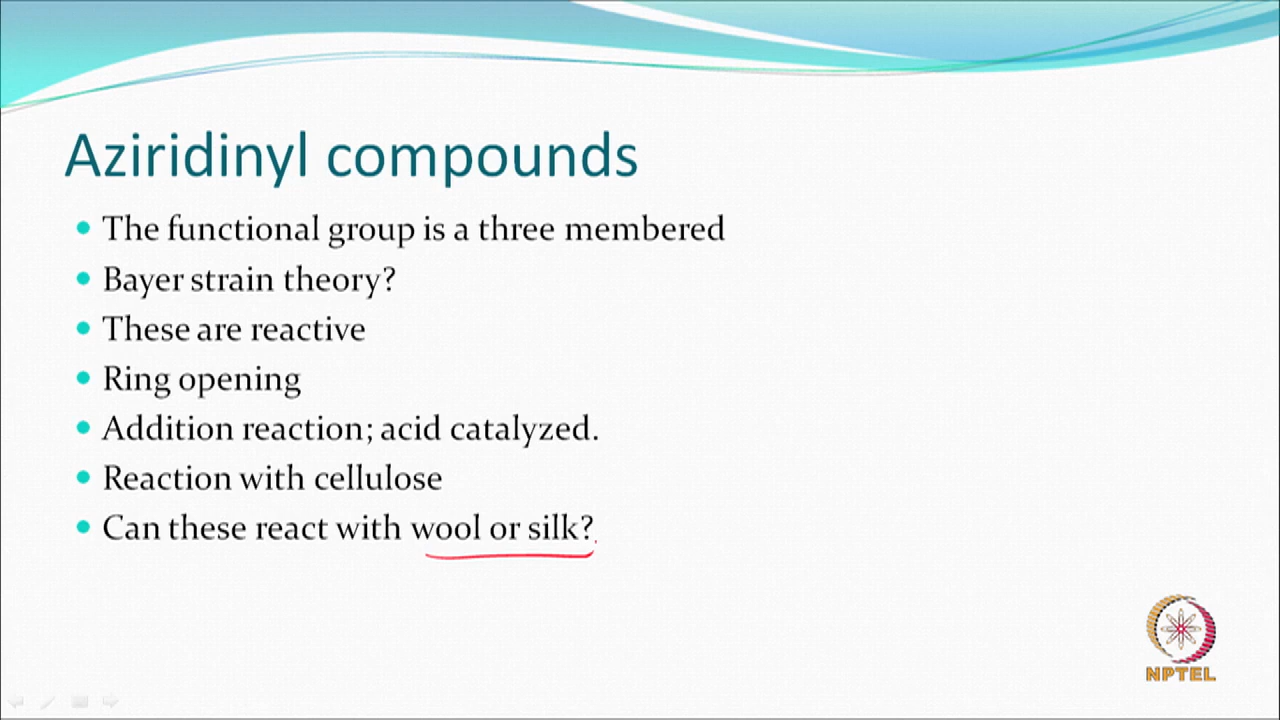 Aziridinyl compounds
The functional group is a three membered
Bayer strain theory?
These are reactive
Ring opening
Addition reaction; acid catalyzed.
Reaction with cellulose
Can these react with wool or silk?
NPTEL